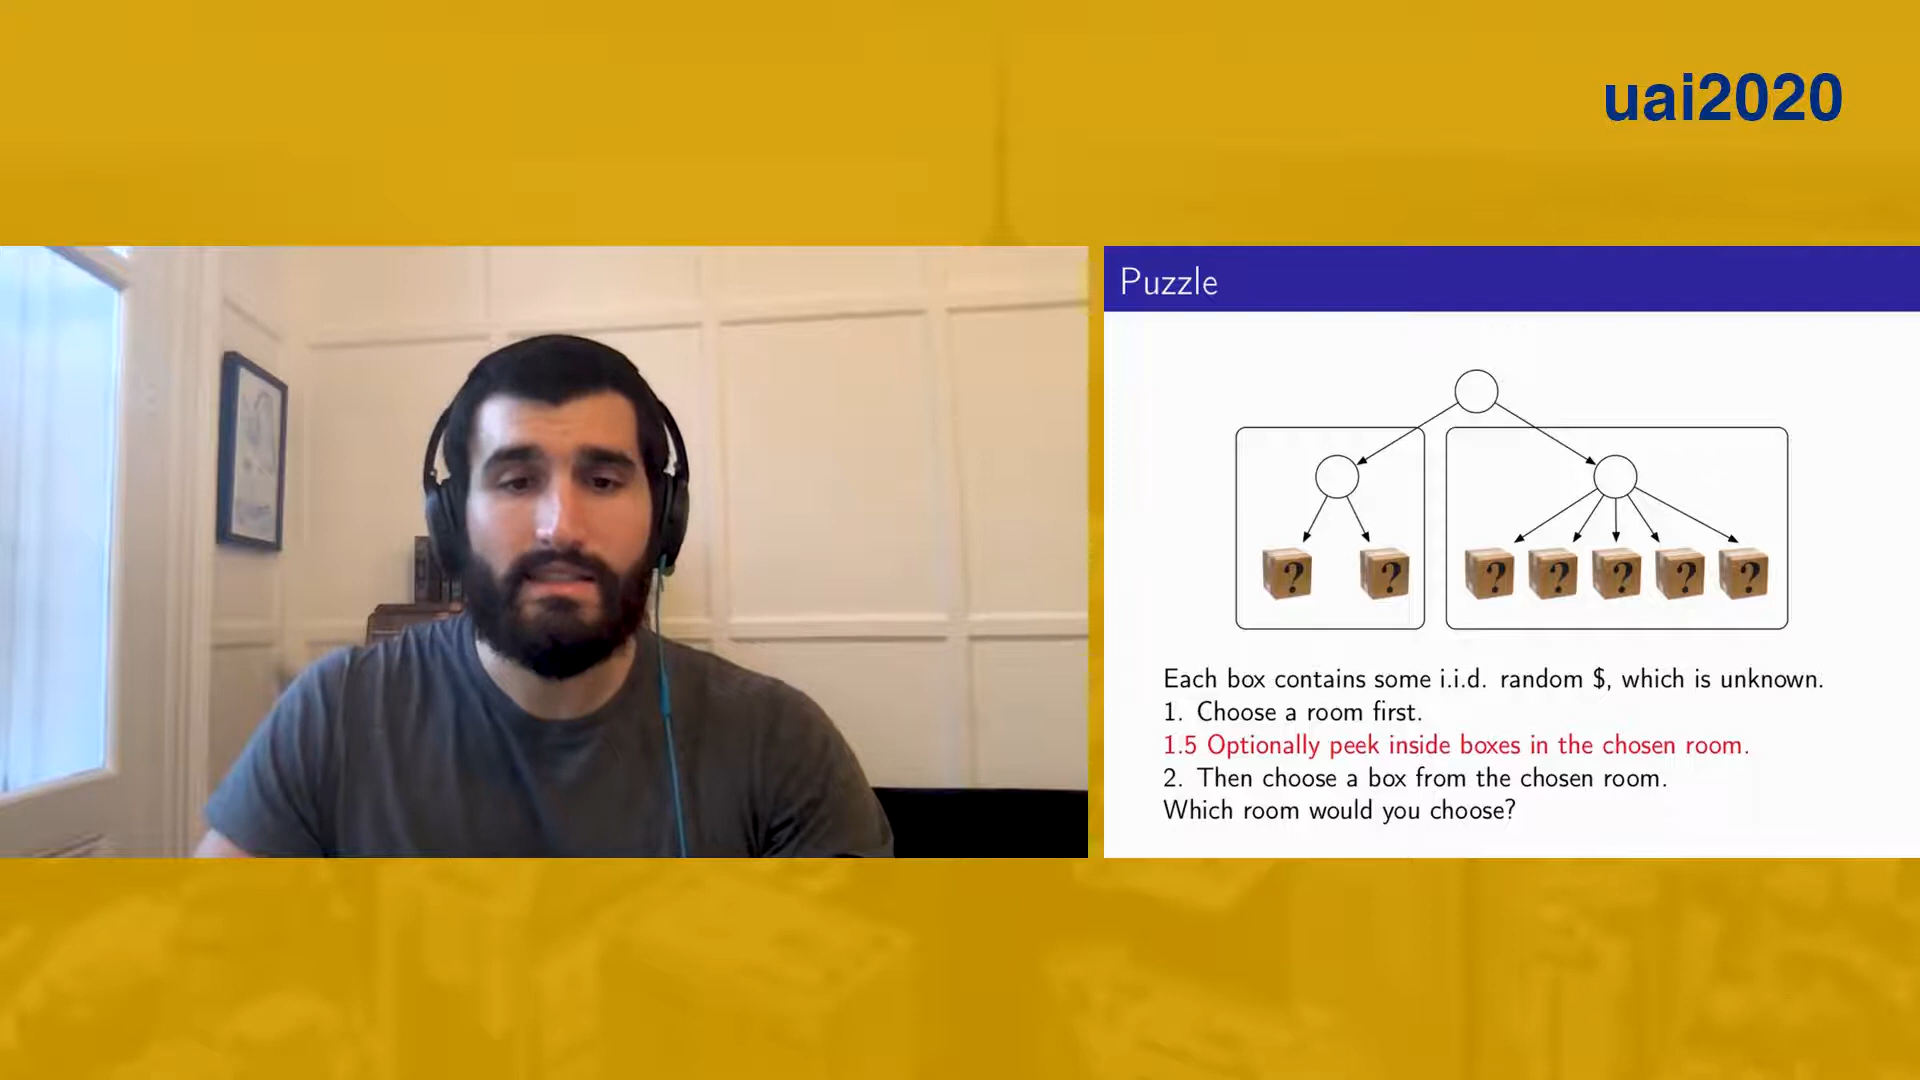 uai2020
Puzzle
? ? ? ? ? ? ?
Each box contains some i.i.d. random $, which is unknown.
1. Choose a room first.
1.5 Optionally peek inside boxes in the chosen room.
2. Then choose a box from the chosen room.
Which room would you choose?